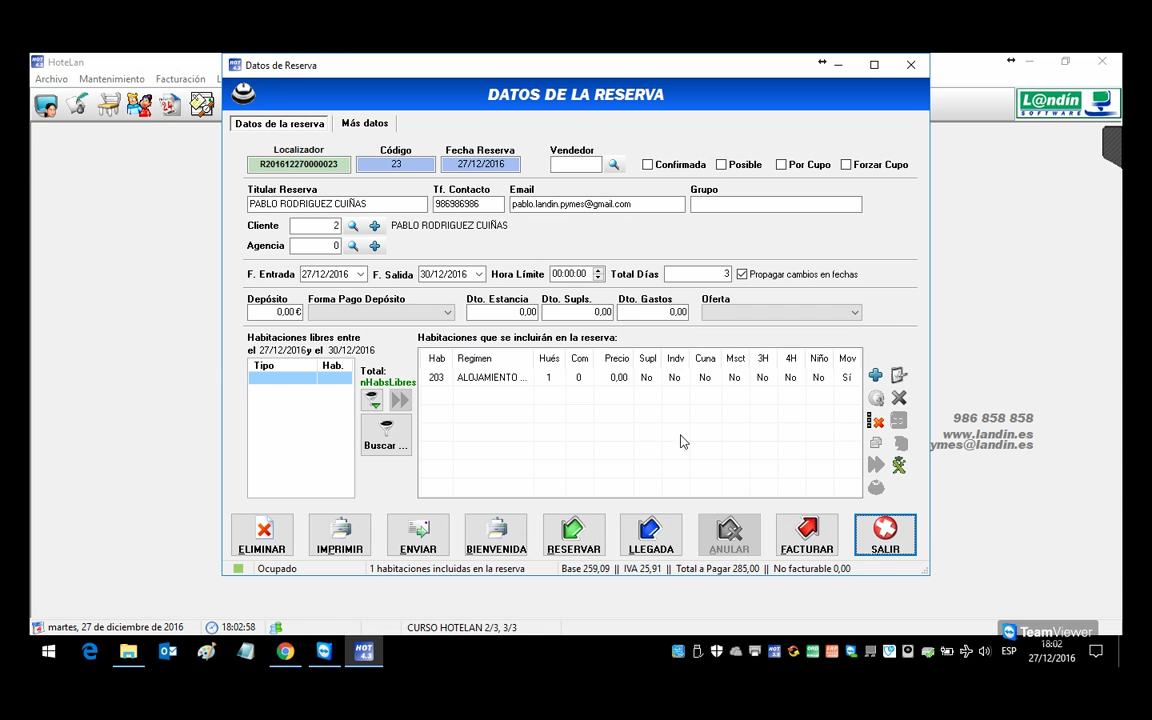 HoteLan
Archivo Mantenimiento Facturación
Datos de Reserva
DATOS DE LA RESERVA
L@ndín
SOFTWARE
Datos de la reserva Más datos
Localizador Código Fecha Reserva Vendedor
R201612270000023 23 27/12/2016 Confirmada Posible Por Cupo Forzar Cupo
Titular Reserva Tf. Contacto Email Grupo
PABLO RODRIGUEZ CUIÑAS 986986986 pablo.landin.pymes@gmail.com
Cliente 2 PABLO RODRIGUEZ CUIÑAS
Agencia 0
F. Entrada 27/12/2016 F. Salida 30/12/2016 Hora Límite 00:00:00 Total Días 3 Propagar cambios en fechas
Depósito Forma Pago Depósito Dto. Estancia Dto. Supls. Dto. Gastos Oferta
0,00 € 0,00 0,00 0,00
Habitaciones libres entre
el 27/12/2016 y el 30/12/2016
Tipo Hab.
Total:
nHabsLibres
Buscar ...
Habitaciones que se incluirán en la reserva:
Hab Regimen Hués Com Precio Supl Indv Cuna Msct 3H 4H Niño Mov
203 ALOJAMIENTO ... 1 0 0,00 No No No No No No No Sí
986 858 858
www.landin.es
ymes@landin.es
ELIMINAR IMPRIMIR ENVIAR BIENVENIDA RESERVAR LLEGADA ANULAR FACTURAR SALIR
Ocupado 1 habitaciones incluidas en la reserva Base 259,09 || IVA 25,91 || Total a Pagar 285,00 || No facturable 0,00
martes, 27 de diciembre de 2016 18:02:58 CURSO HOTELAN 2/3, 3/3
TeamViewer
HOT
4.3
ESP
18:02
27/12/2016